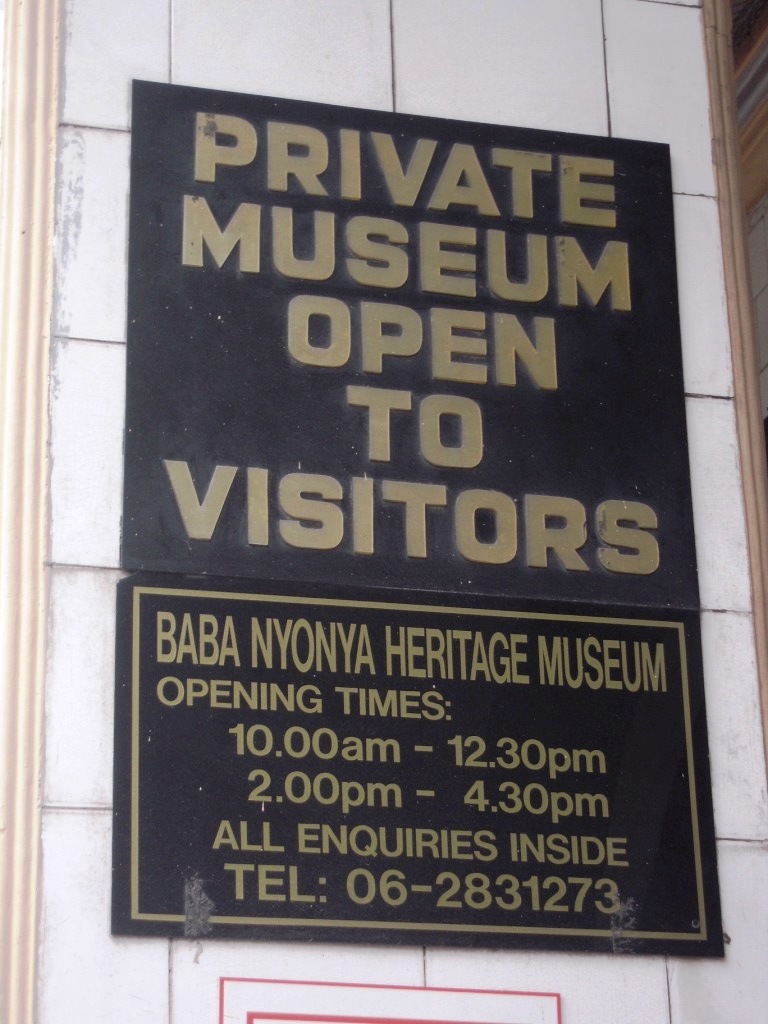 PRIVATE
MUSEUM
OPEN
TO
VISITORS
BABA NYONYA HERITAGE MUSEUM
OPENING TIMES:
10.00am - 12.30pm
2.00pm - 4.30pm
ALL ENQUIRIES INSIDE
TEL: 06-2831273